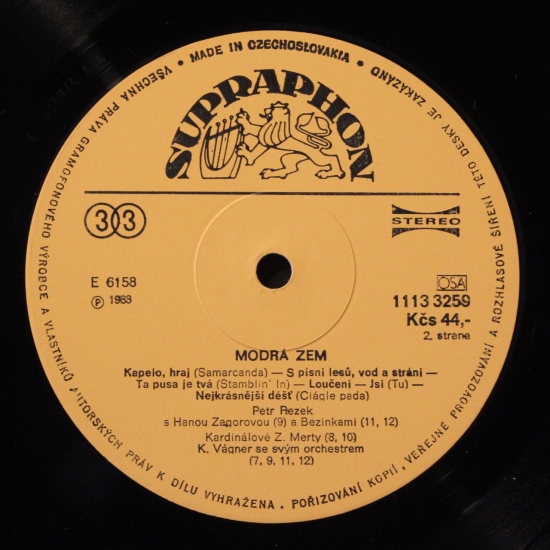 VŠECHNA PRÁVA GRAMOFONOVÉHO VÝROBCE A VLASTNÍKŮ AUTORSKÝCH PRÁV K DÍLU VYHRAŽENA. POŘIZOVÁNÍ KOPIÍ, VEŘEJNÉ PROVOZOVÁNÍ A ROZHLASOVÉ ŠÍŘENÍ TÉTO DESKY JE ZAKÁZÁNO • MADE IN CZECHOSLOVAKIA •
SUPRAPHON
33
STEREO
E 6158
Ⓟ 1983
OSA
1113 3259
Kčs 44,-
2. strana
MODRÁ ZEM
Kapelo, hraj (Samarcanda) — S písní lesů, vod a strání —
Ta pusa je tvá (Stamblin' In) — Loučení — Jsi (Tu) —
Nejkrásnější déšť (Ciągle pada)
Petr Rezek
s Hanou Zagorovou (9) a Bezinkami (11, 12)
Kardinálové Z. Merty (8, 10)
K. Vágner se svým orchestrem
(7, 9, 11, 12)